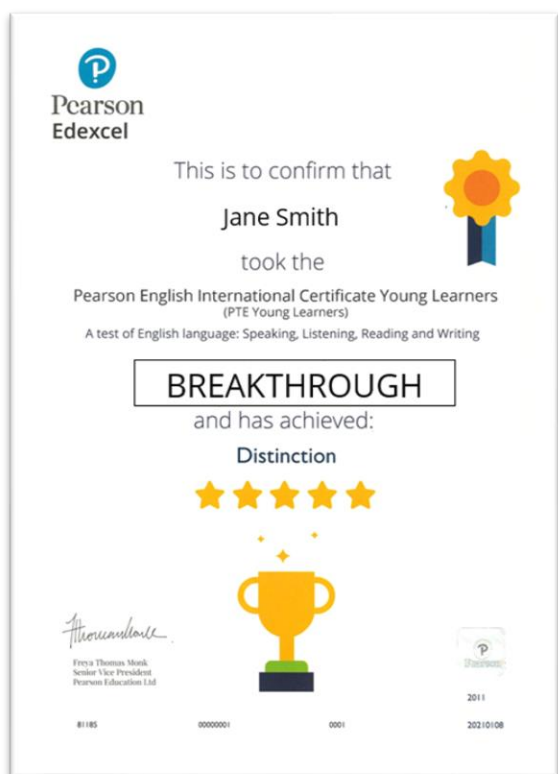 Pearson
Edexcel
This is to confirm that
Jane Smith
took the
Pearson English International Certificate Young Learners
(PTE Young Learners)
A test of English language: Speaking, Listening, Reading and Writing
BREAKTHROUGH
and has achieved:
Distinction
Freya Thomas Monk
Senior Vice President
Pearson Education Ltd
Pearson
2011
81185 00000001 0001 20210108